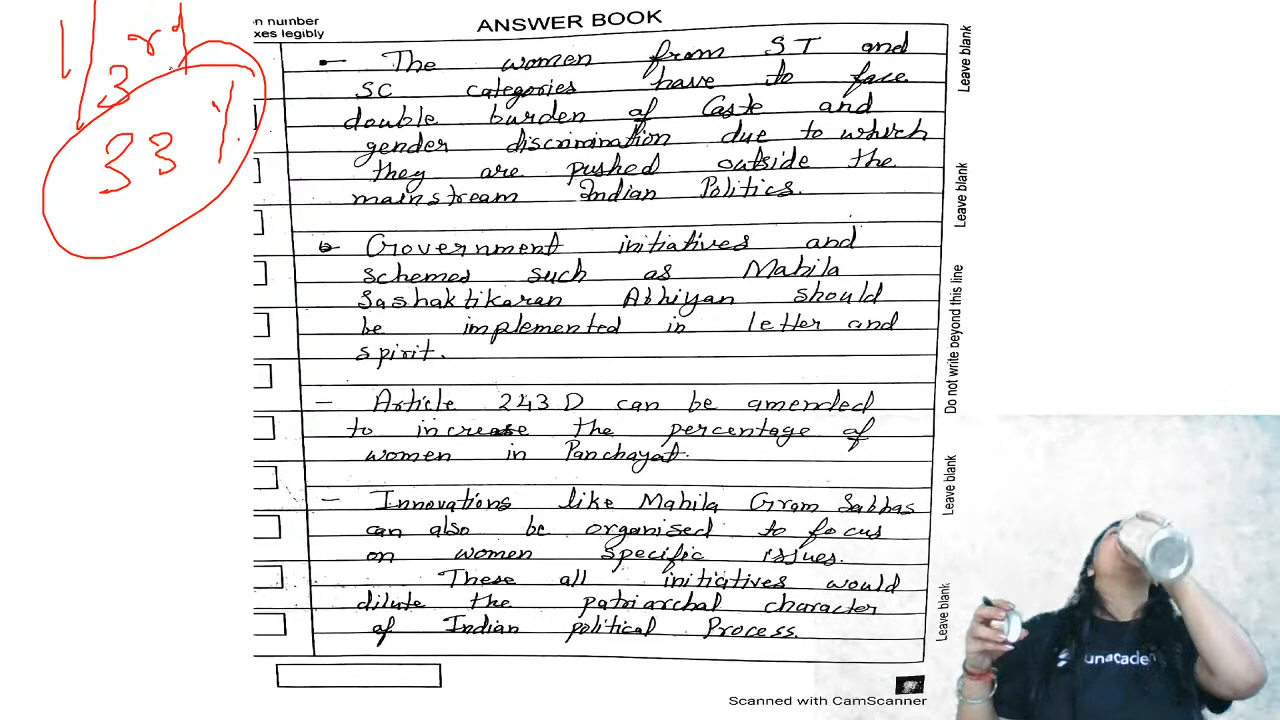 1/3 rd
33 %
on number
xes legibly
ANSWER BOOK
- The women from ST and
SC categories have to face
double burden of Caste and
gender discrimination due to which
they are pushed outside the
mainstream Indian Politics.
Government initiatives and
schemes such as Mahila
Sashaktikaran Abhiyan should
be implemented in letter and
spirit.
- Article 243 D can be amended
to increase the percentage of
women in Panchayat.
- Innovations like Mahila Gram Sabhas
can also be organised to focus
on women specific issues.
These all initiatives would
dilute the patriarchal character
of Indian political Process.
Leave blank
Leave blank
Do not write beyond this line
Leave blank
Leave blank
Scanned with CamScanner
unacade